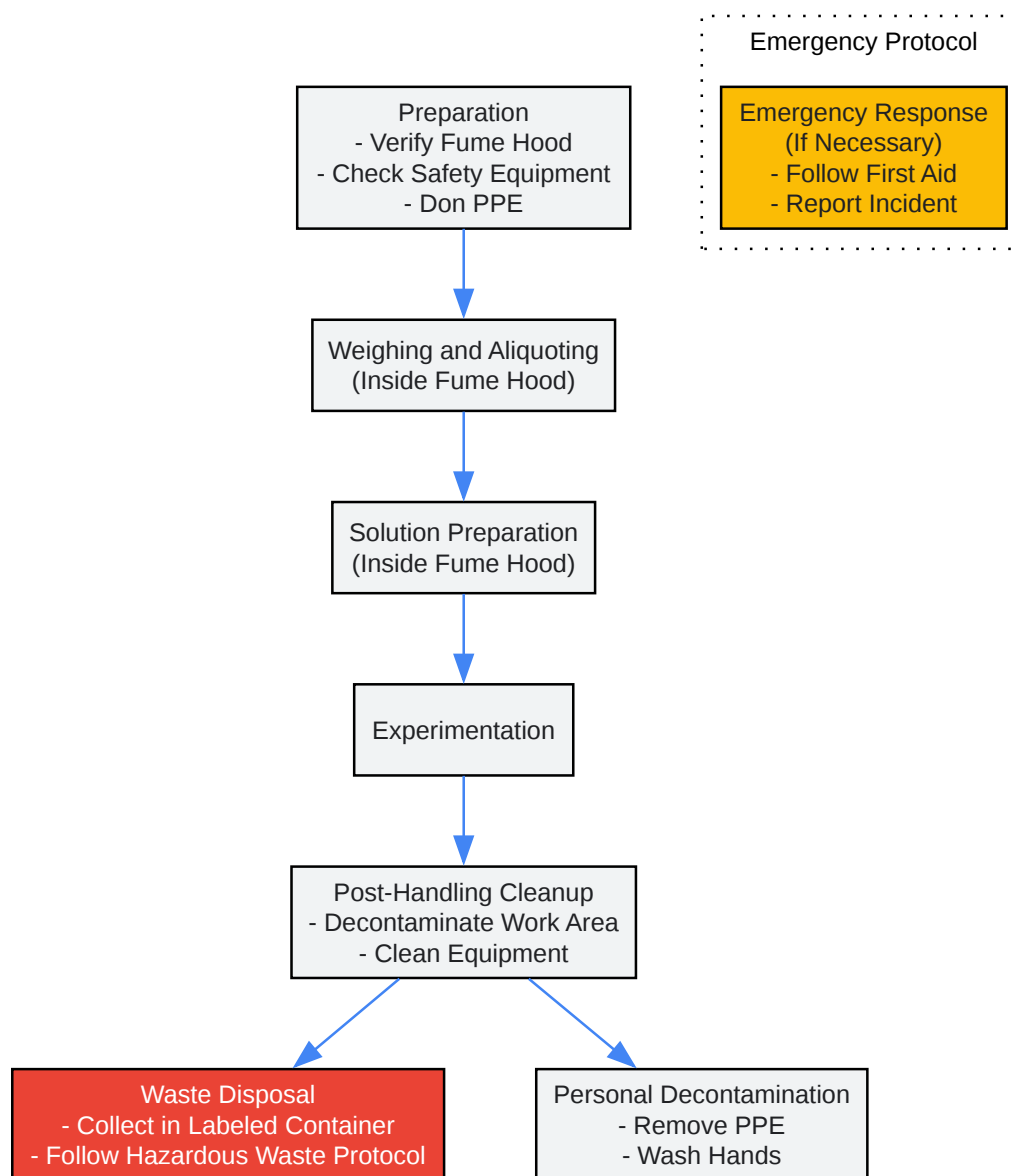 Emergency Protocol
Preparation
- Verify Fume Hood
- Check Safety Equipment
- Don PPE
Emergency Response
(If Necessary)
- Follow First Aid
- Report Incident
Weighing and Aliquoting
(Inside Fume Hood)
Solution Preparation
(Inside Fume Hood)
Experimentation
Post-Handling Cleanup
- Decontaminate Work Area
- Clean Equipment
Waste Disposal
- Collect in Labeled Container
- Follow Hazardous Waste Protocol
Personal Decontamination
- Remove PPE
- Wash Hands